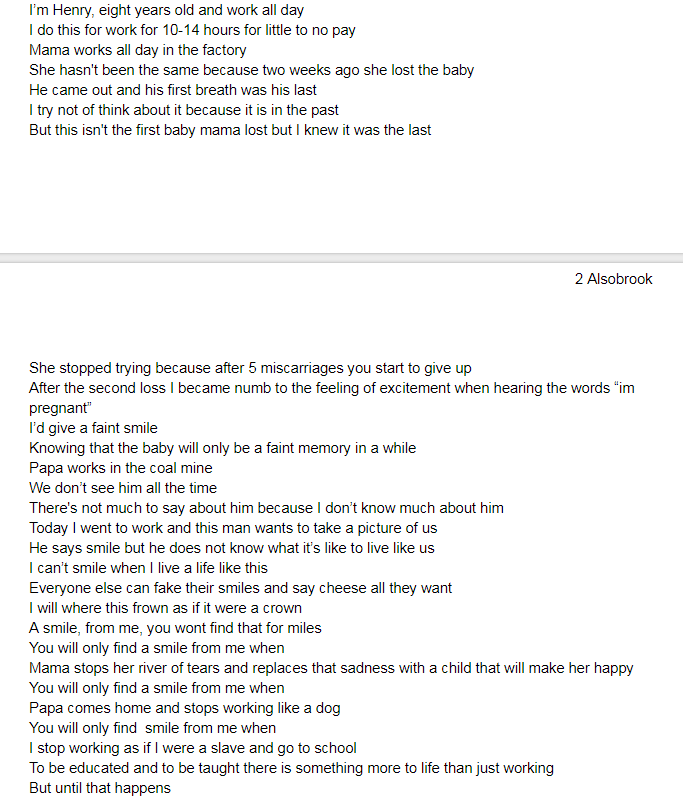 I'm Henry, eight years old and work all day
I do this for work for 10-14 hours for little to no pay
Mama works all day in the factory
She hasn't been the same because two weeks ago she lost the baby
He came out and his first breath was his last
I try not of think about it because it is in the past
But this isn't the first baby mama lost but I knew it was the last
2 Alsobrook
She stopped trying because after 5 miscarriages you start to give up
After the second loss I became numb to the feeling of excitement when hearing the words “im
pregnant”
I'd give a faint smile
Knowing that the baby will only be a faint memory in a while
Papa works in the coal mine
We don't see him all the time
There's not much to say about him because I don't know much about him
Today I went to work and this man wants to take a picture of us
He says smile but he does not know what it's like to live like us
I can't smile when I live a life like this
Everyone else can fake their smiles and say cheese all they want
I will where this frown as if it were a crown
A smile, from me, you wont find that for miles
You will only find a smile from me when
Mama stops her river of tears and replaces that sadness with a child that will make her happy
You will only find a smile from me when
Papa comes home and stops working like a dog
You will only find  smile from me when
I stop working as if I were a slave and go to school
To be educated and to be taught there is something more to life than just working
But until that happens